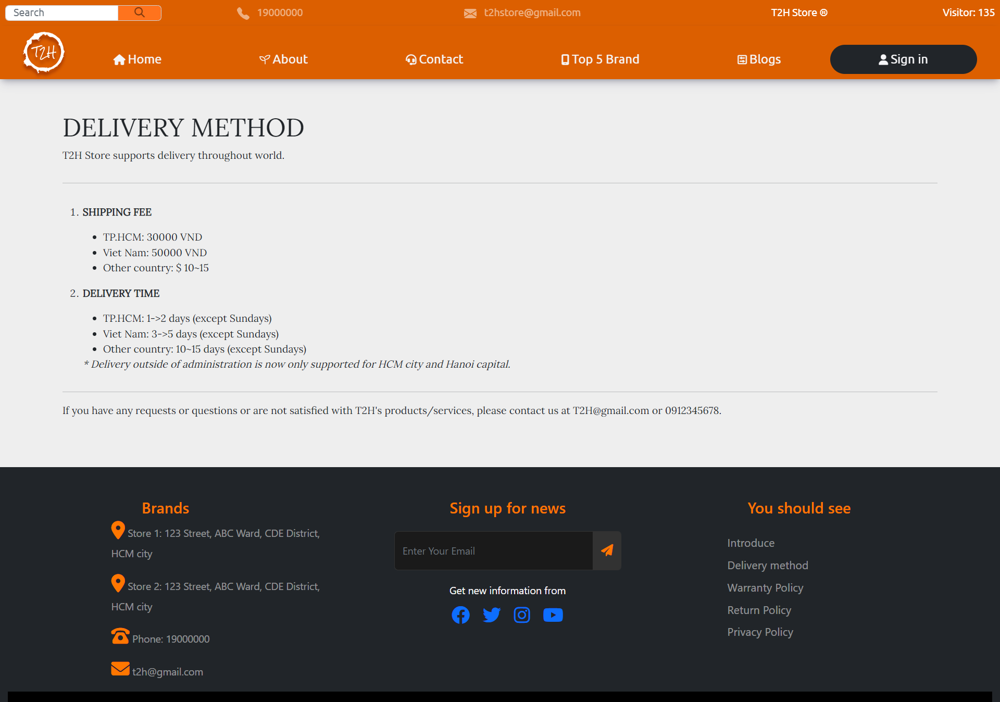 Search
19000000
t2hstore@gmail.com
T2H Store ®
Visitor: 135
T2H
Home
About
Contact
Top 5 Brand
Blogs
Sign in
DELIVERY METHOD
T2H Store supports delivery throughout world.
1. SHIPPING FEE
• TP.HCM: 30000 VND
• Viet Nam: 50000 VND
• Other country: $ 10~15
2. DELIVERY TIME
• TP.HCM: 1->2 days (except Sundays)
• Viet Nam: 3->5 days (except Sundays)
• Other country: 10~15 days (except Sundays)
* Delivery outside of administration is now only supported for HCM city and Hanoi capital.
If you have any requests or questions or are not satisfied with T2H's products/services, please contact us at T2H@gmail.com or 0912345678.
Brands
Store 1: 123 Street, ABC Ward, CDE District,
HCM city
Store 2: 123 Street, ABC Ward, CDE District,
HCM city
Phone: 19000000
t2h@gmail.com
Sign up for news
Enter Your Email
Get new information from
You should see
Introduce
Delivery method
Warranty Policy
Return Policy
Privacy Policy